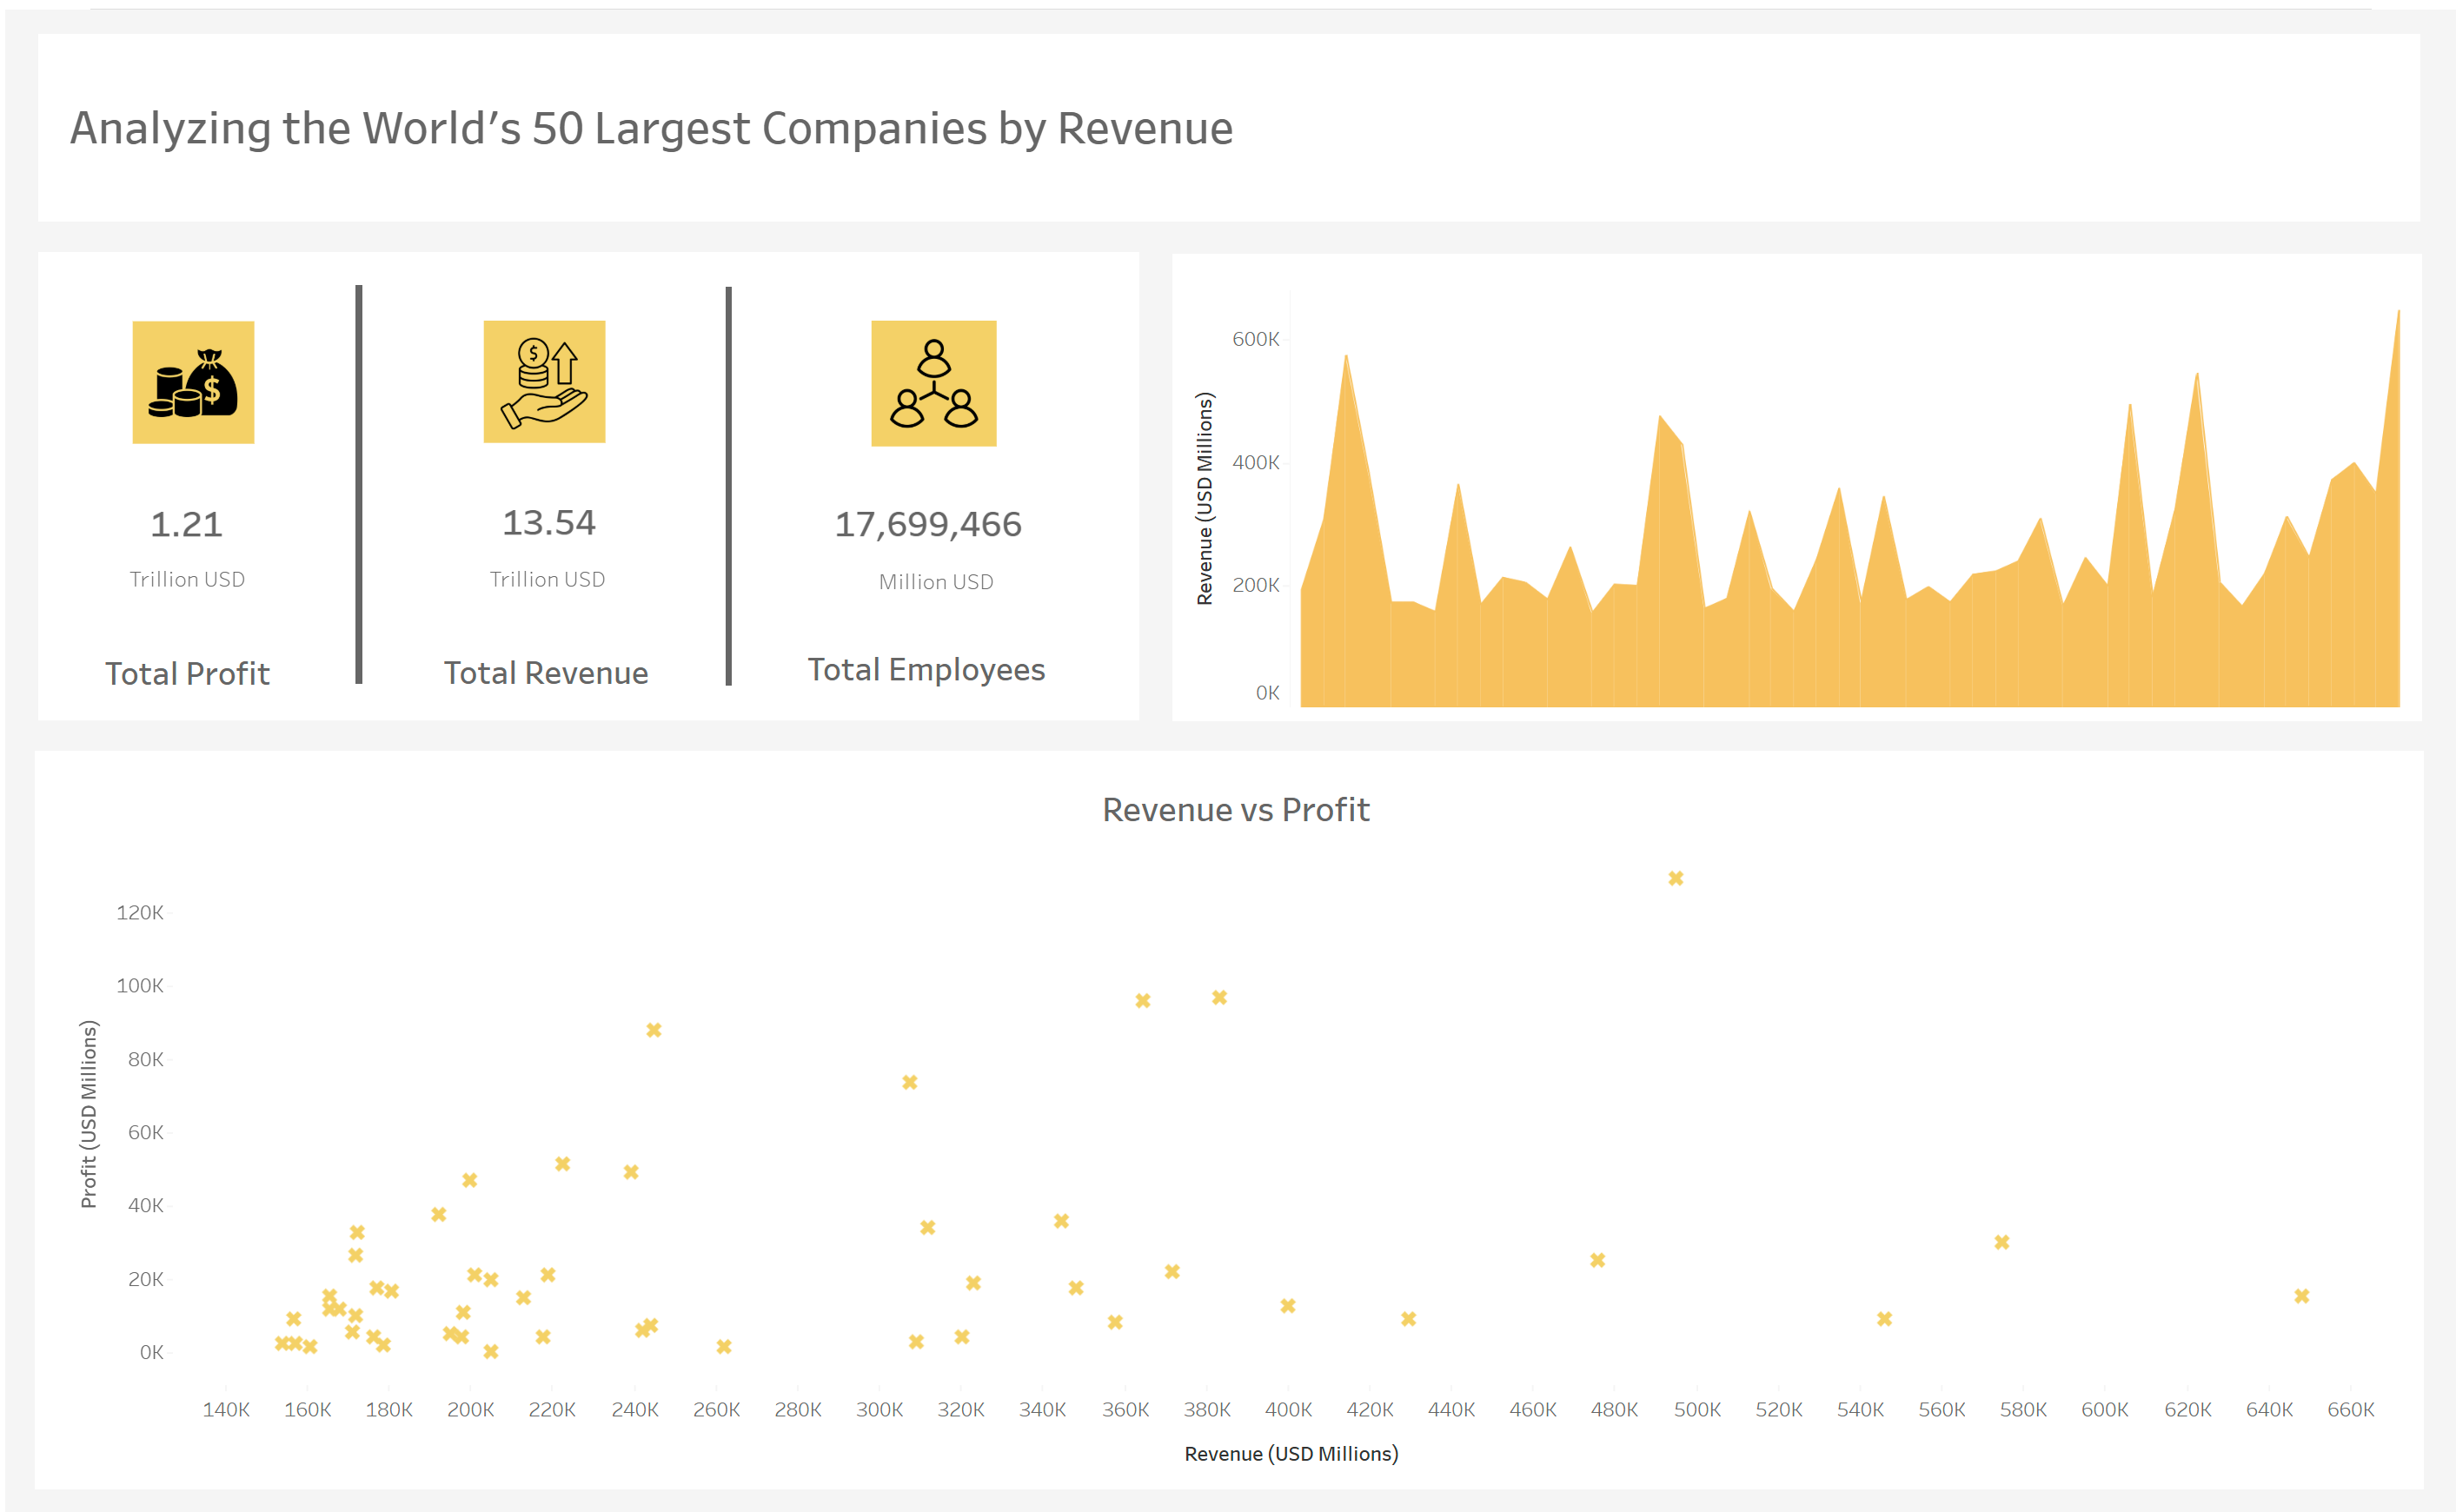 Analyzing the World's 50 Largest Companies by Revenue
$
$
1.21
Trillion USD
Total Profit
13.54
Trillion USD
Total Revenue
17,699,466
Million USD
Total Employees
Revenue (USD Millions)
600K
400K
200K
0K
Revenue vs Profit
Profit (USD Millions)
120K
100K
80K
60K
40K
20K
0K
140K 160K 180K 200K 220K 240K 260K 280K 300K 320K 340K 360K 380K 400K 420K 440K 460K 480K 500K 520K 540K 560K 580K 600K 620K 640K 660K
Revenue (USD Millions)